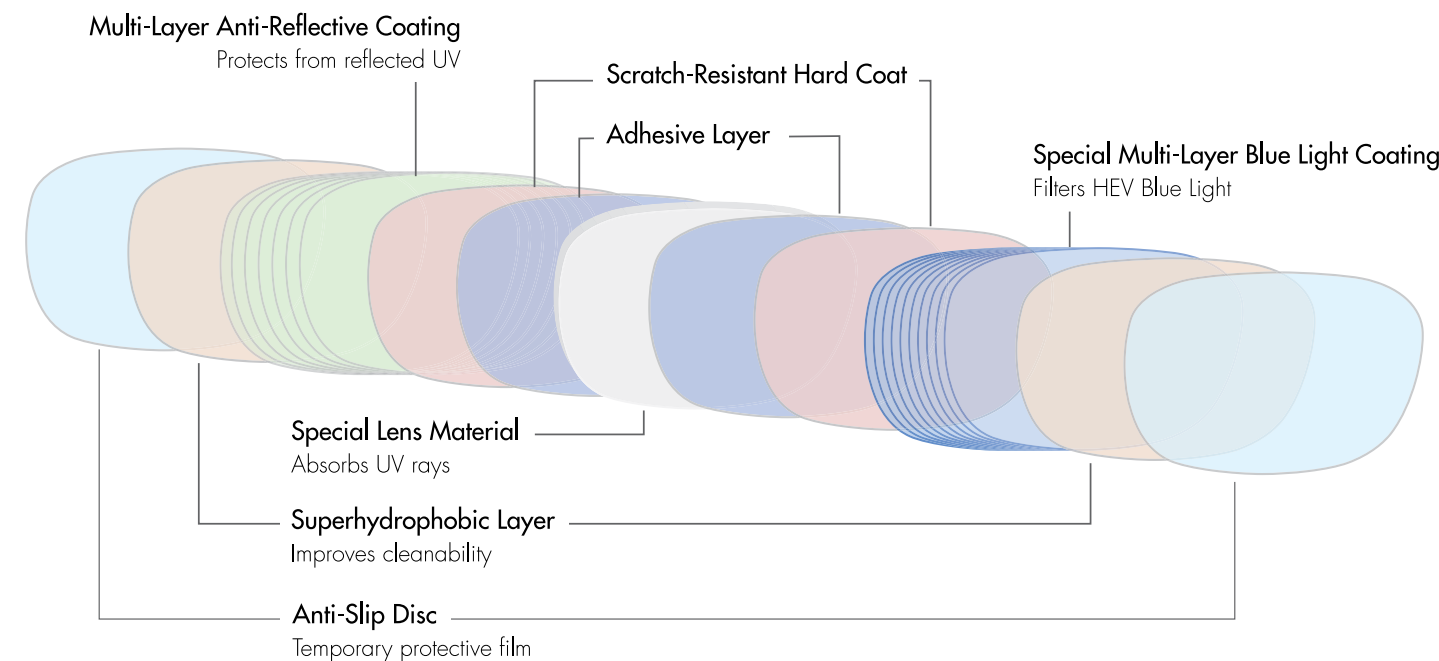 Multi-Layer Anti-Reflective Coating
Protects from reflected UV
Scratch-Resistant Hard Coat
Adhesive Layer
Special Multi-Layer Blue Light Coating
Filters HEV Blue Light
Special Lens Material
Absorbs UV rays
Superhydrophobic Layer
Improves cleanability
Anti-Slip Disc
Temporary protective film